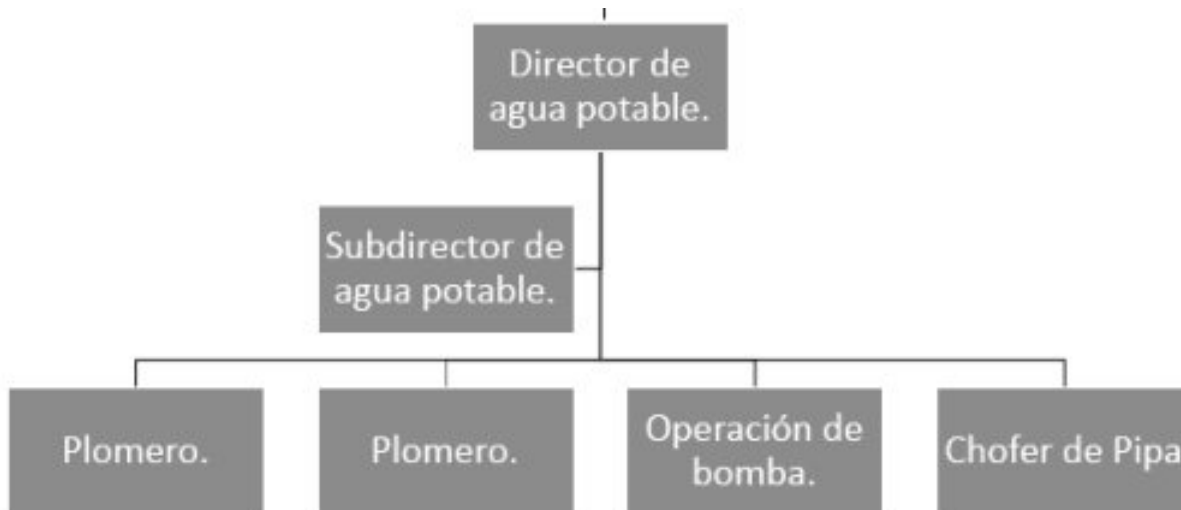 Director de
agua potable.
Subdirector de
agua potable.
Plomero.
Plomero.
Operación de
bomba.
Chofer de Pipa